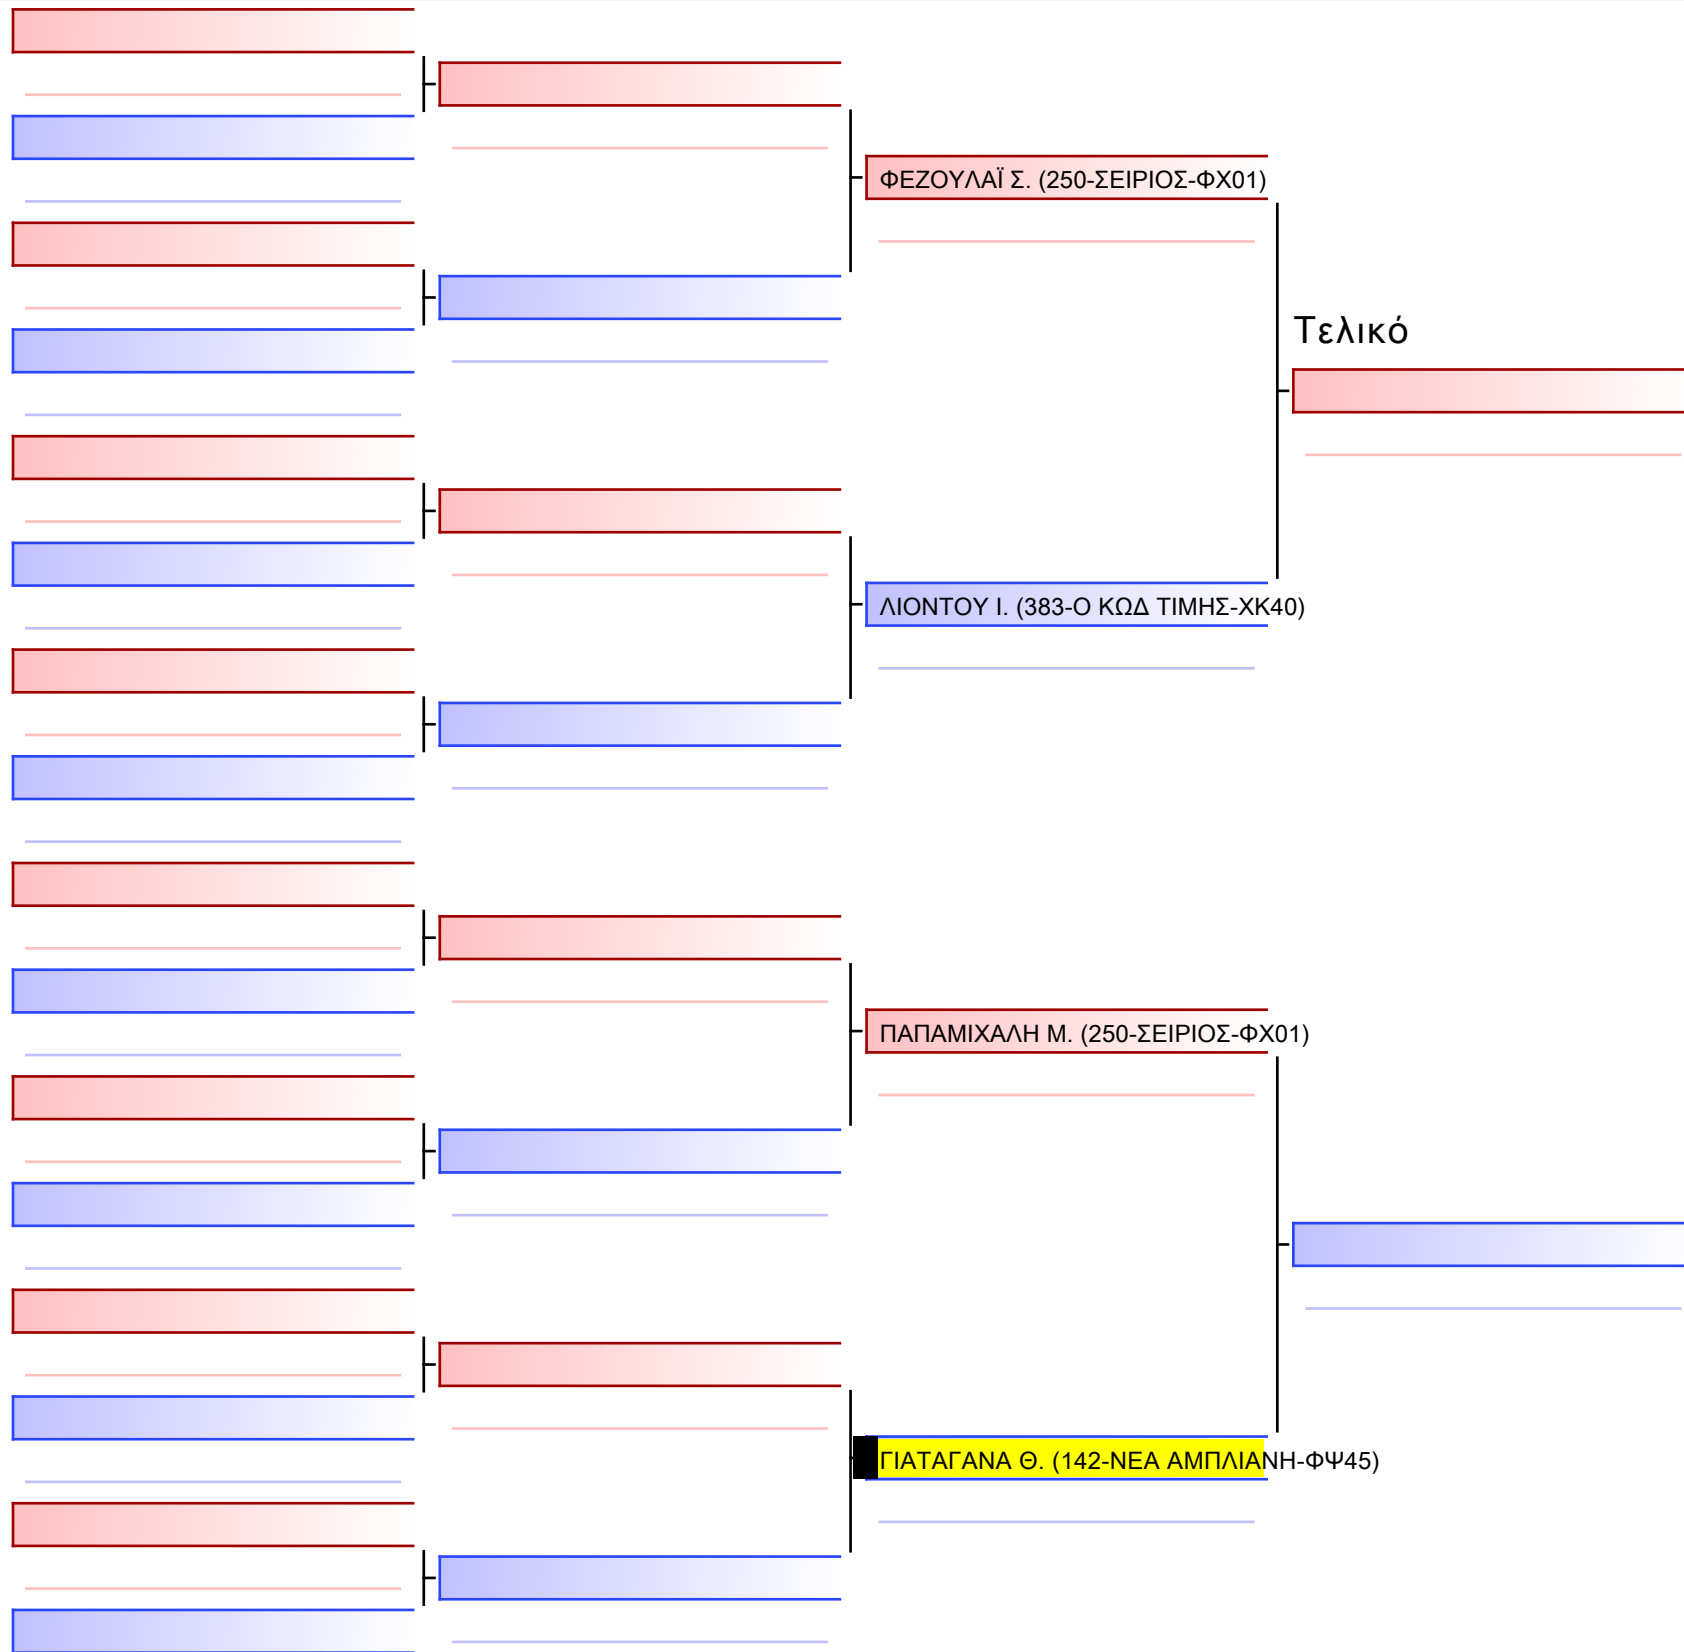 ΦΕΖΟΥΛΑΪ Σ. (250-ΣΕΙΡΙΟΣ-ΦΧ01)
Τελικό
ΛΙΟΝΤΟΥ Ι. (383-Ο ΚΩΔ ΤΙΜΗΣ-ΧΚ40)
ΠΑΠΑΜΙΧΑΛΗ Μ. (250-ΣΕΙΡΙΟΣ-ΦΧ01)
ΓΙΑΤΑΓΑΝΑ Θ. (142-ΝΕΑ ΑΜΠΛΙΑΝΗ-ΦΨ45)